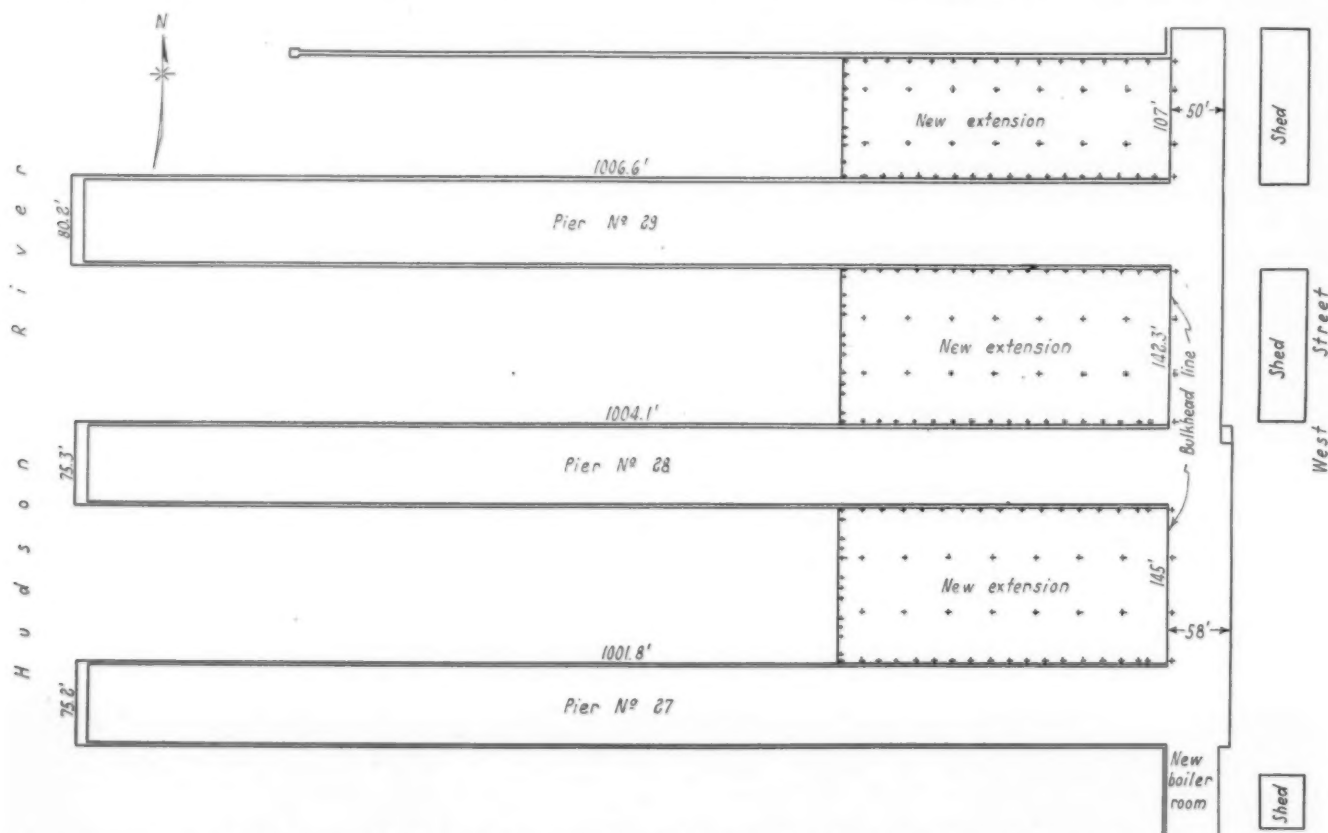 N
New extension
107'
50'
Shed
1006.6'
80.2'
Pier Nº 29
Hudson River
New extension
142.3'
Bulkhead line
Shed
West Street
1004.1'
75.3'
Pier Nº 28
New extension
145'
58'
1001.8'
75.2'
Pier Nº 27
New
boiler
room
Shed